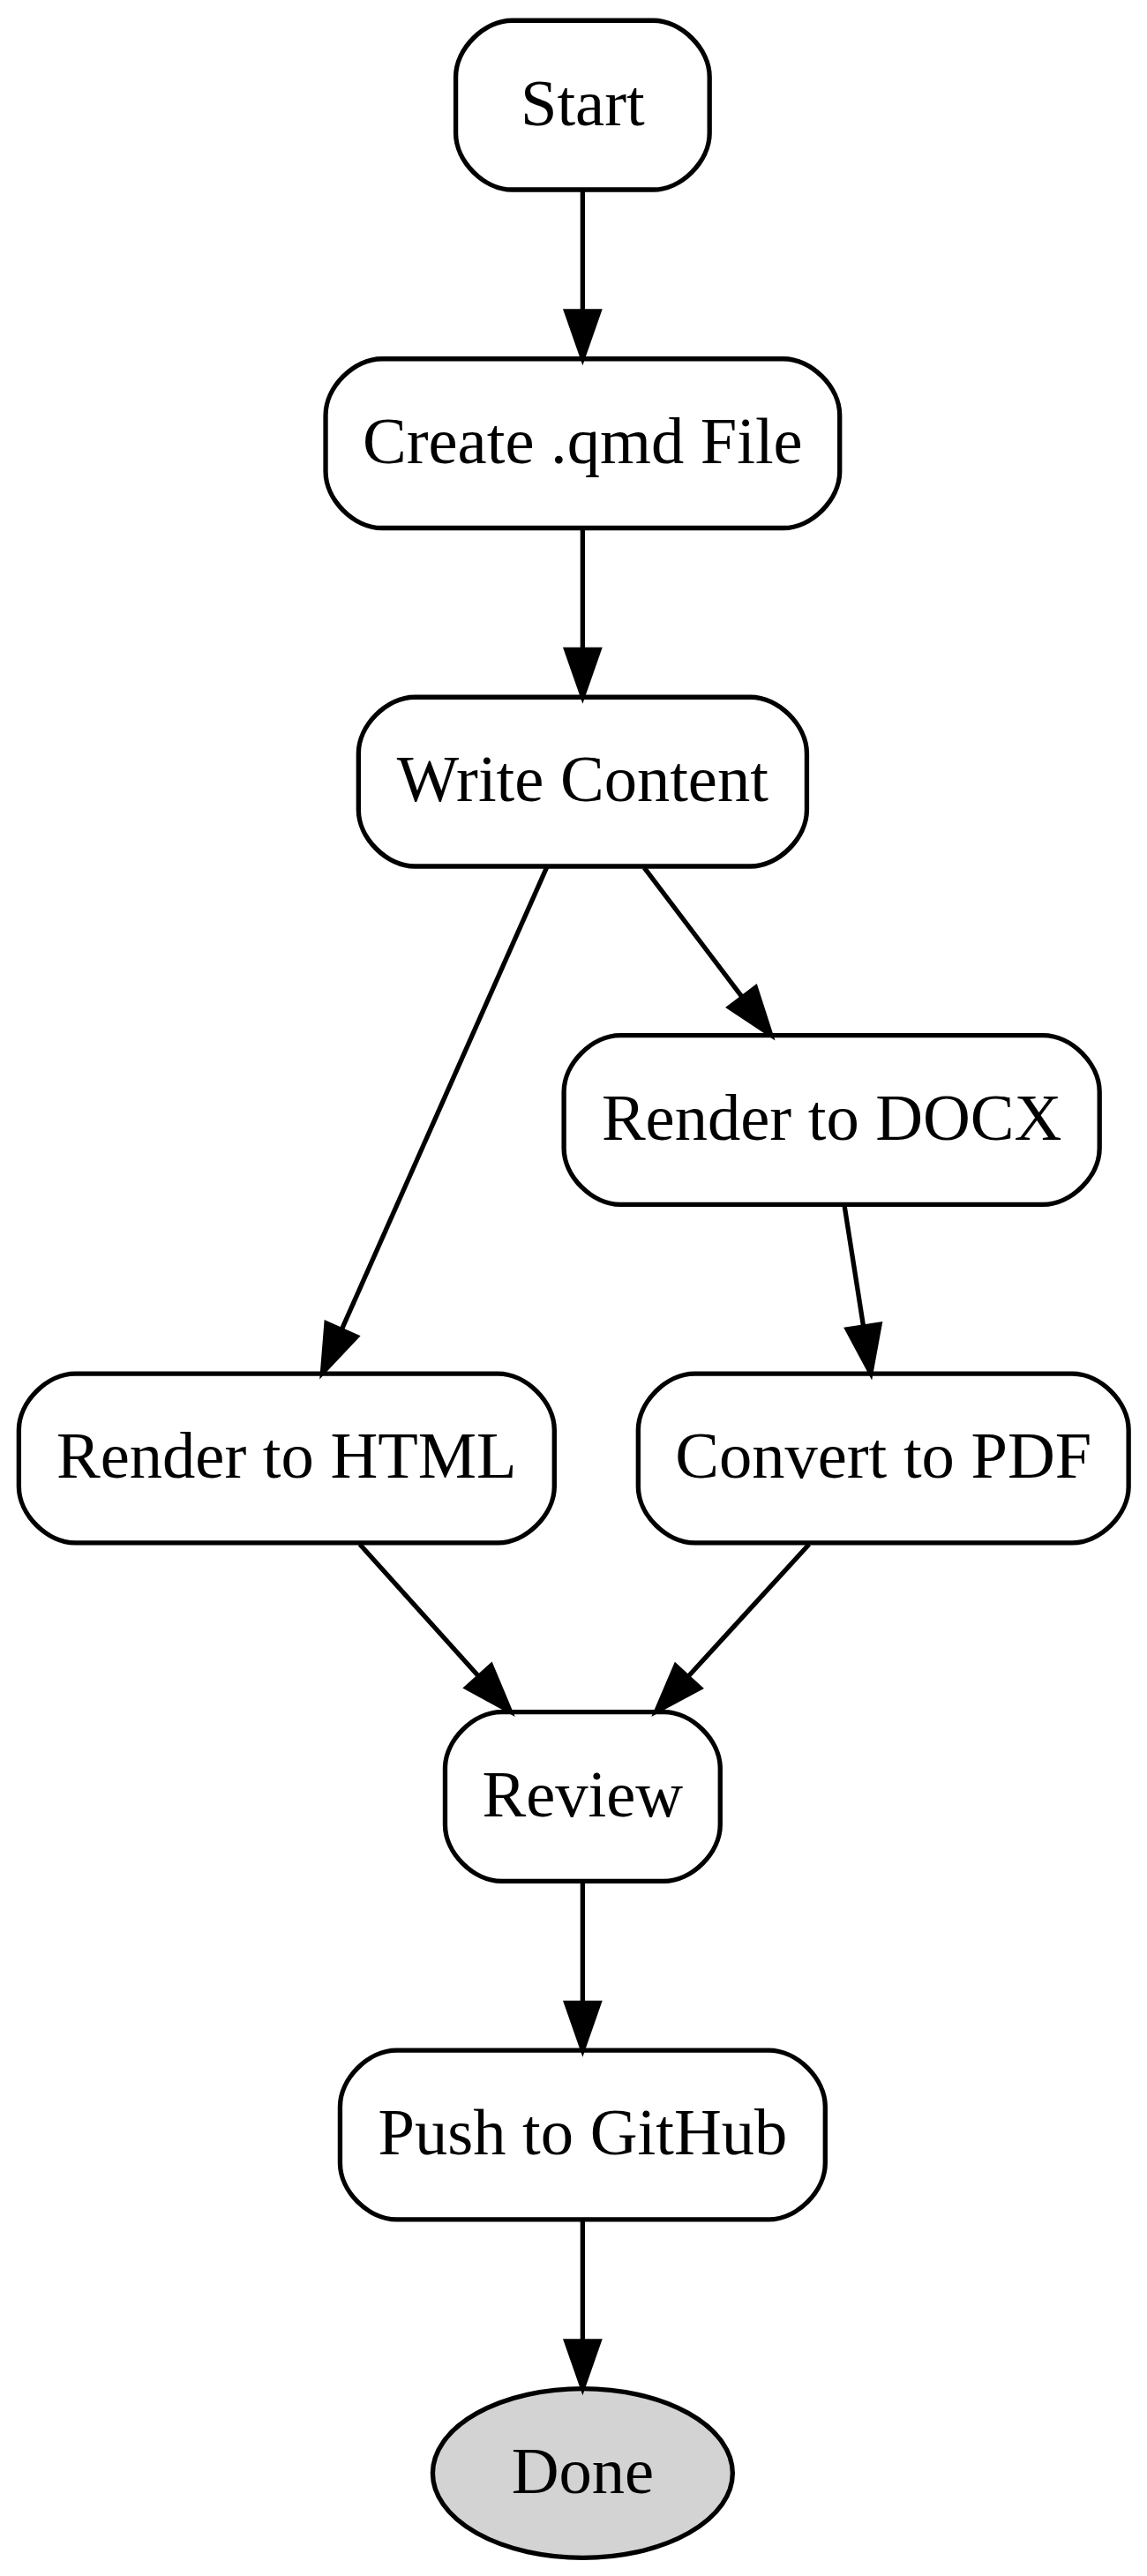 Start
Create .qmd File
Write Content
Render to DOCX
Render to HTML
Convert to PDF
Review
Push to GitHub
Done